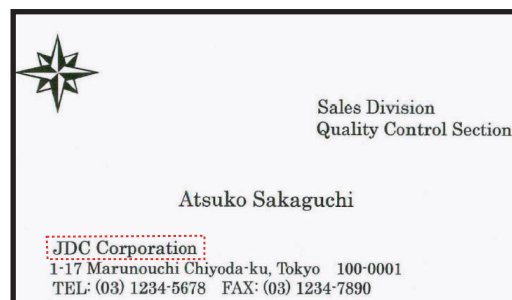 Sales Division
Quality Control Section
Atsuko Sakaguchi
JDC Corporation
1-17 Marunouchi Chiyoda-ku, Tokyo 100-0001
TEL: (03) 1234-5678 FAX: (03) 1234-7890